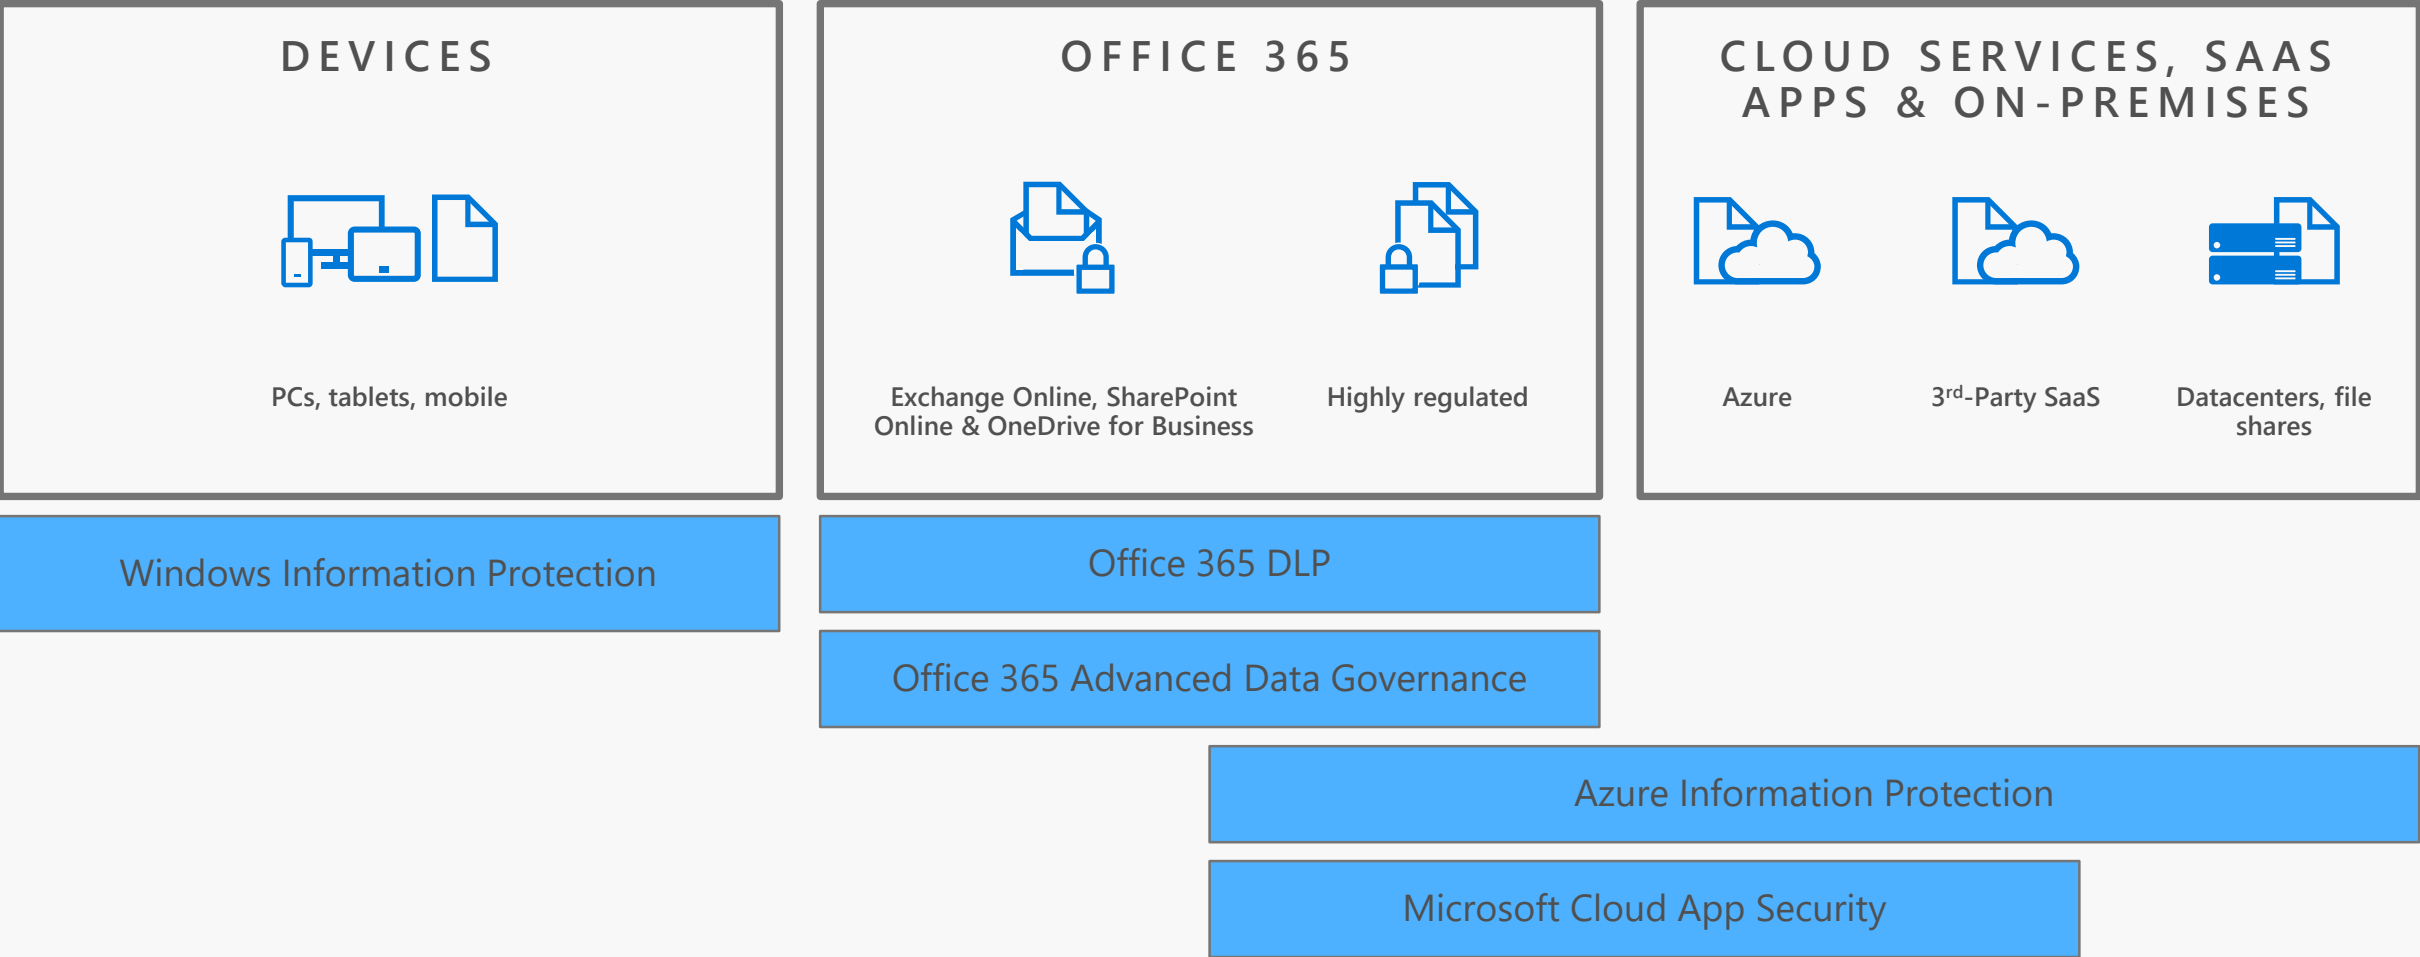 DEVICES
PCs, tablets, mobile
OFFICE 365
Exchange Online, SharePoint
Online & OneDrive for Business
Highly regulated
CLOUD SERVICES, SAAS
APPS & ON-PREMISES
Azure
3rd-Party SaaS
Datacenters, file
shares
Windows Information Protection
Office 365 DLP
Office 365 Advanced Data Governance
Azure Information Protection
Microsoft Cloud App Security